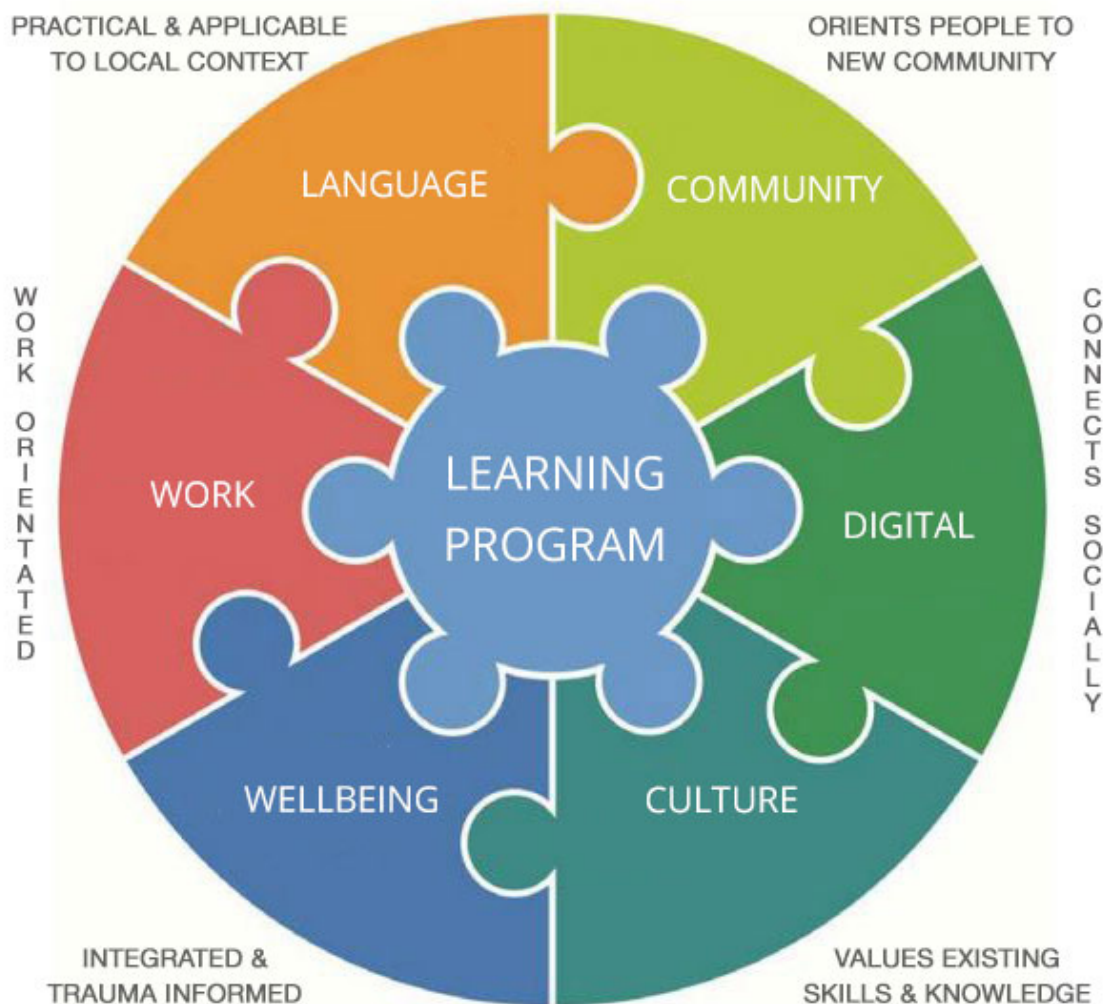 PRACTICAL & APPLICABLE
TO LOCAL CONTEXT
ORIENTS PEOPLE TO
NEW COMMUNITY
LANGUAGE
COMMUNITY
WORK ORIENTATED
CONNECTS SOCIALLY
LEARNING
PROGRAM
WORK
DIGITAL
WELLBEING
CULTURE
INTEGRATED &
TRAUMA INFORMED
VALUES EXISTING
SKILLS & KNOWLEDGE